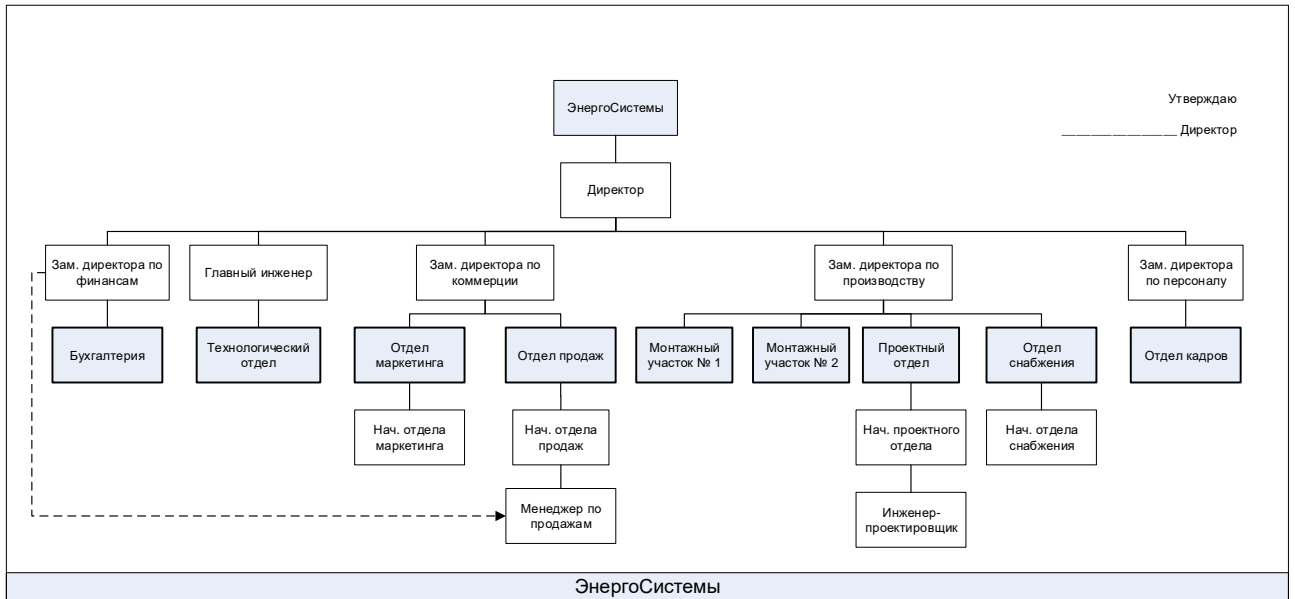 ЭнергоСистемы
Утверждаю
__________________ Директор
Директор
Зам. директора по
финансам
Главный инженер
Зам. директора по
коммерции
Зам. директора по
производству
Зам. директора
по персоналу
Бухгалтерия
Технологический
отдел
Отдел
маркетинга
Отдел продаж
Монтажный
участок № 1
Монтажный
участок № 2
Проектный
отдел
Отдел
снабжения
Отдел кадров
Нач. отдела
маркетинга
Нач. отдела
продаж
Нач. проектного
отдела
Нач. отдела
снабжения
Менеджер по
продажам
Инженер-
проектировщик
ЭнергоСистемы